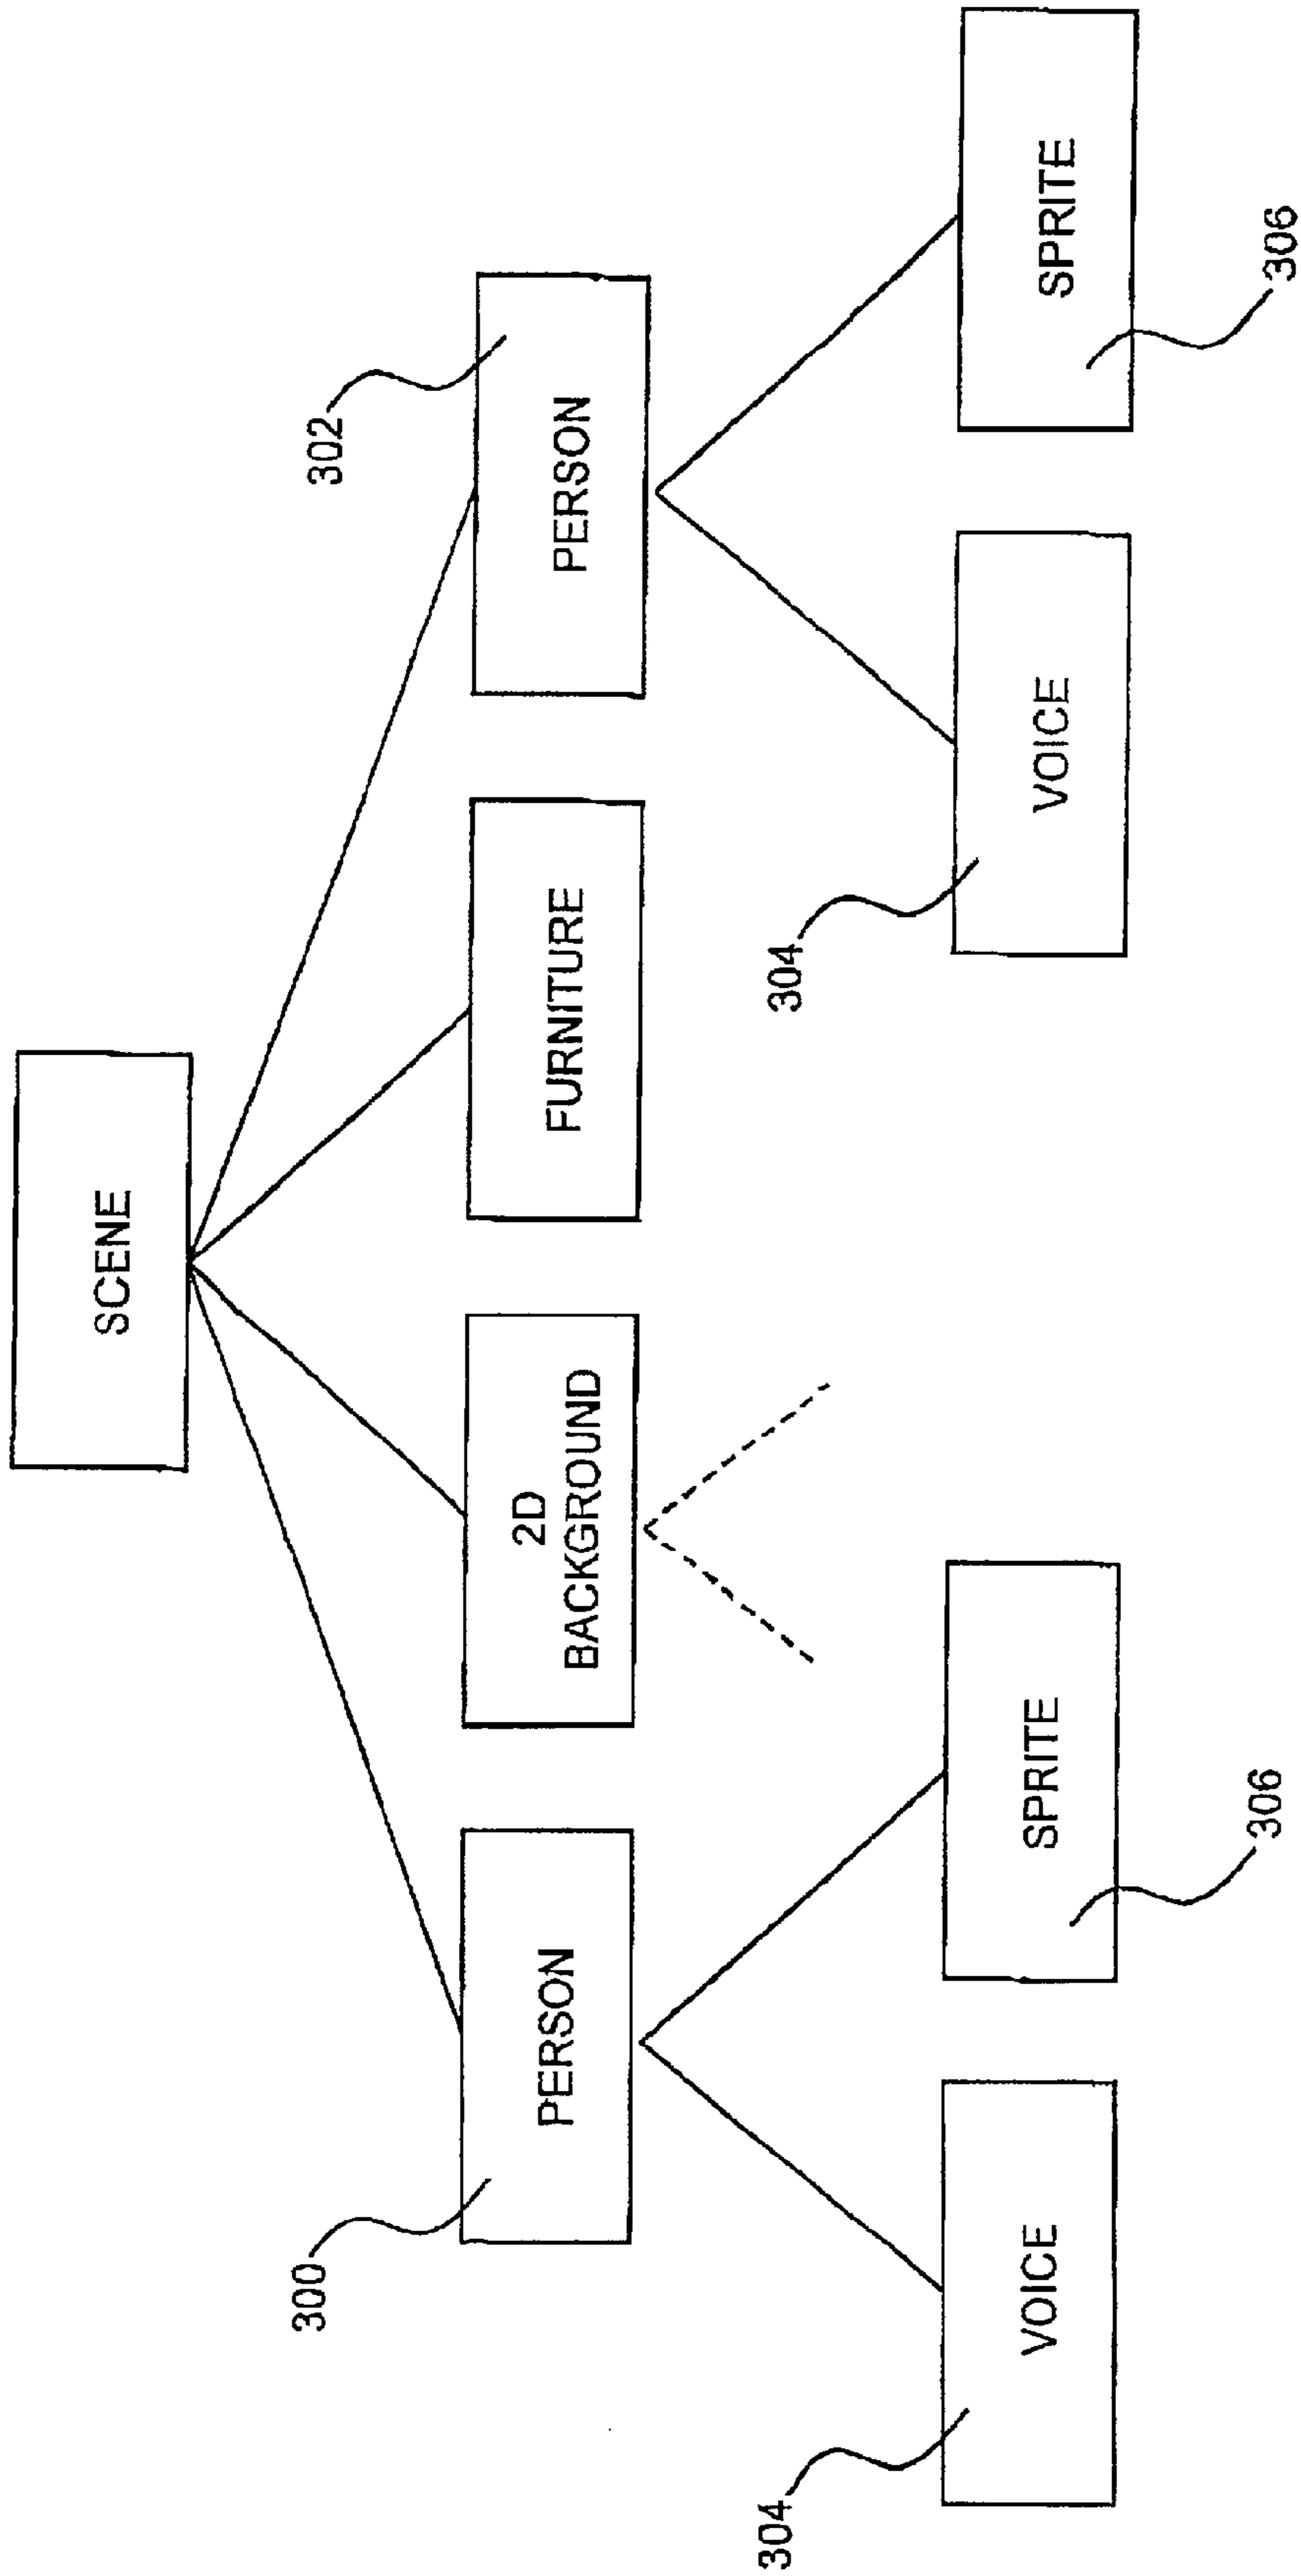 SCENE
300
302
PERSON
2D
BACKGROUND
FURNITURE
PERSON
304
304
VOICE
SPRITE
VOICE
SPRITE
306
306